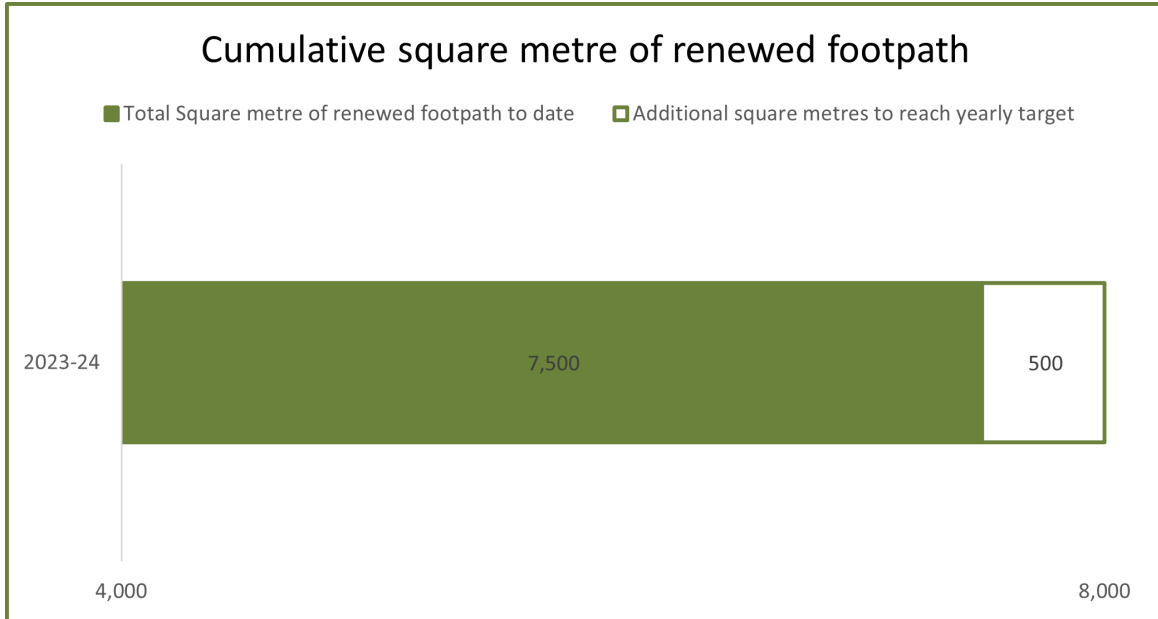 Cumulative square metre of renewed footpath
Total Square metre of renewed footpath to date Additional square metres to reach yearly target
2023-24 7,500 500
4,000 8,000